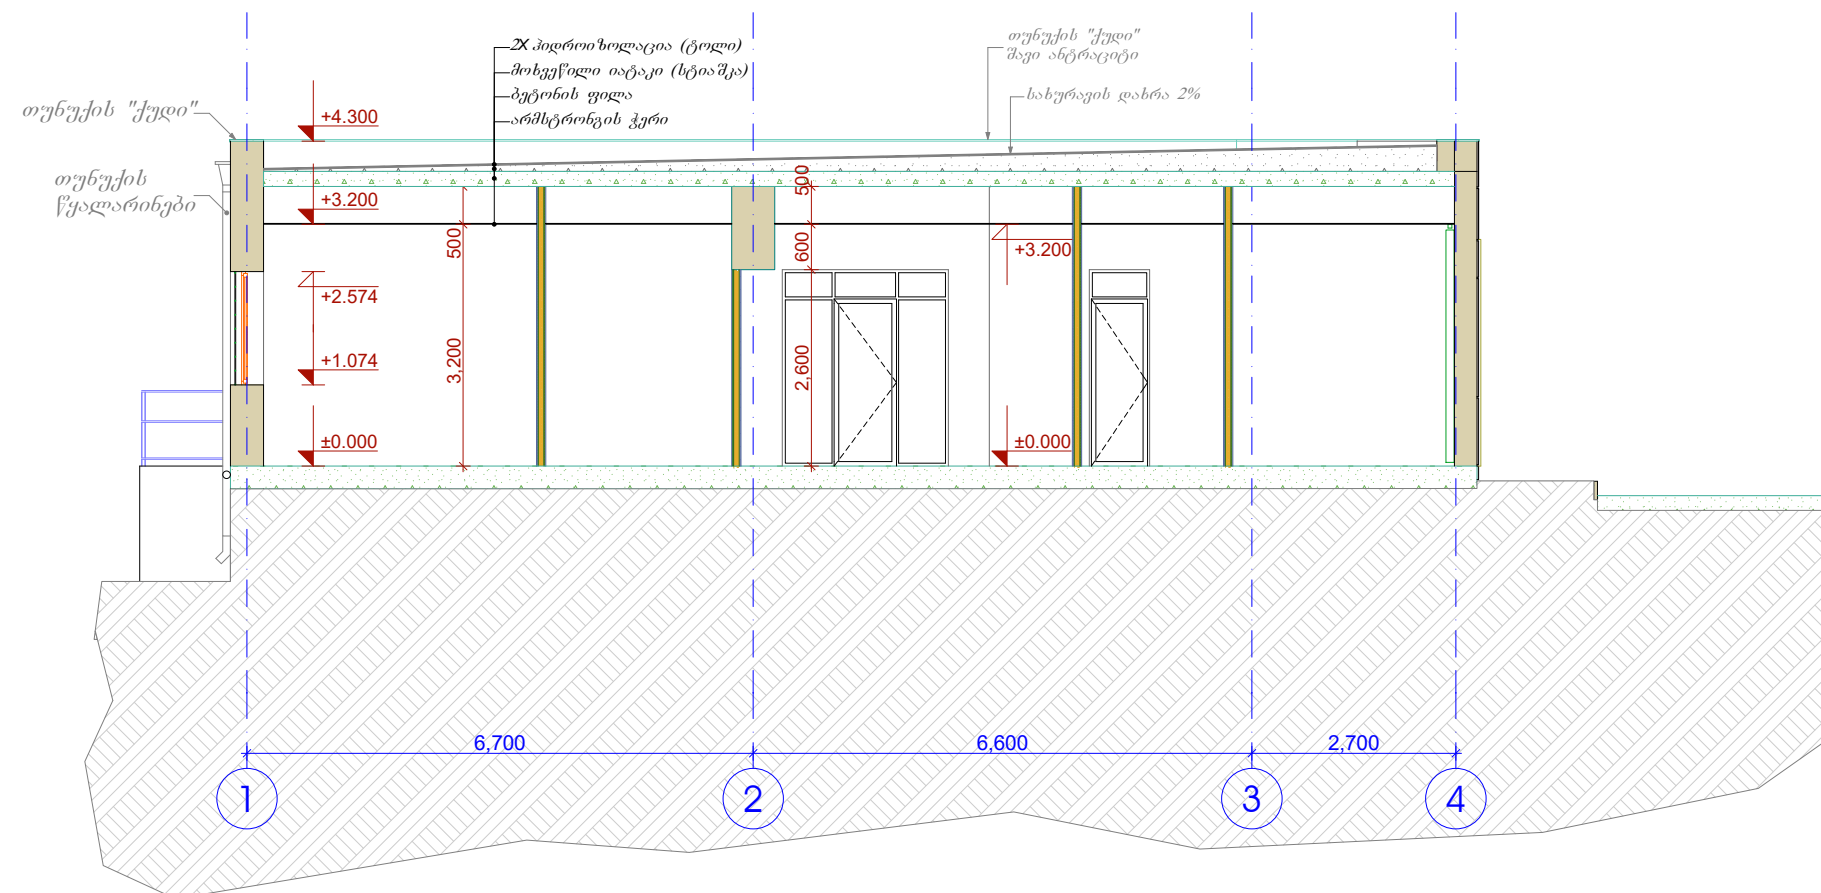 2X ჰიდროიზოლაცია (ტოლი)
მოხვეწილი იატაკი (სტიაშკა)
ბეტონის ფილა
არმსტრონგის ჭერი
თუნუქის "ქუდი"
შავი ანტრაციტი
სახურავის დახრა 2%
თუნუქის "ქუდი"
თუნუქის
წყალარინები
+4.300
+3.200
+2.574
+1.074
±0.000
500
3,200
500
600
2,600
+3.200
±0.000
6,700
6,600
2,700
1
2
3
4